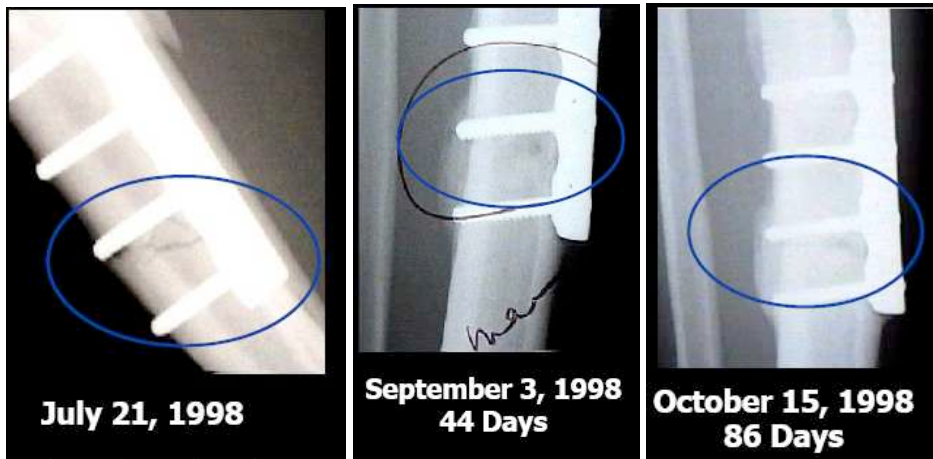 July 21, 1998
September 3, 1998
44 Days
October 15, 1998
86 Days